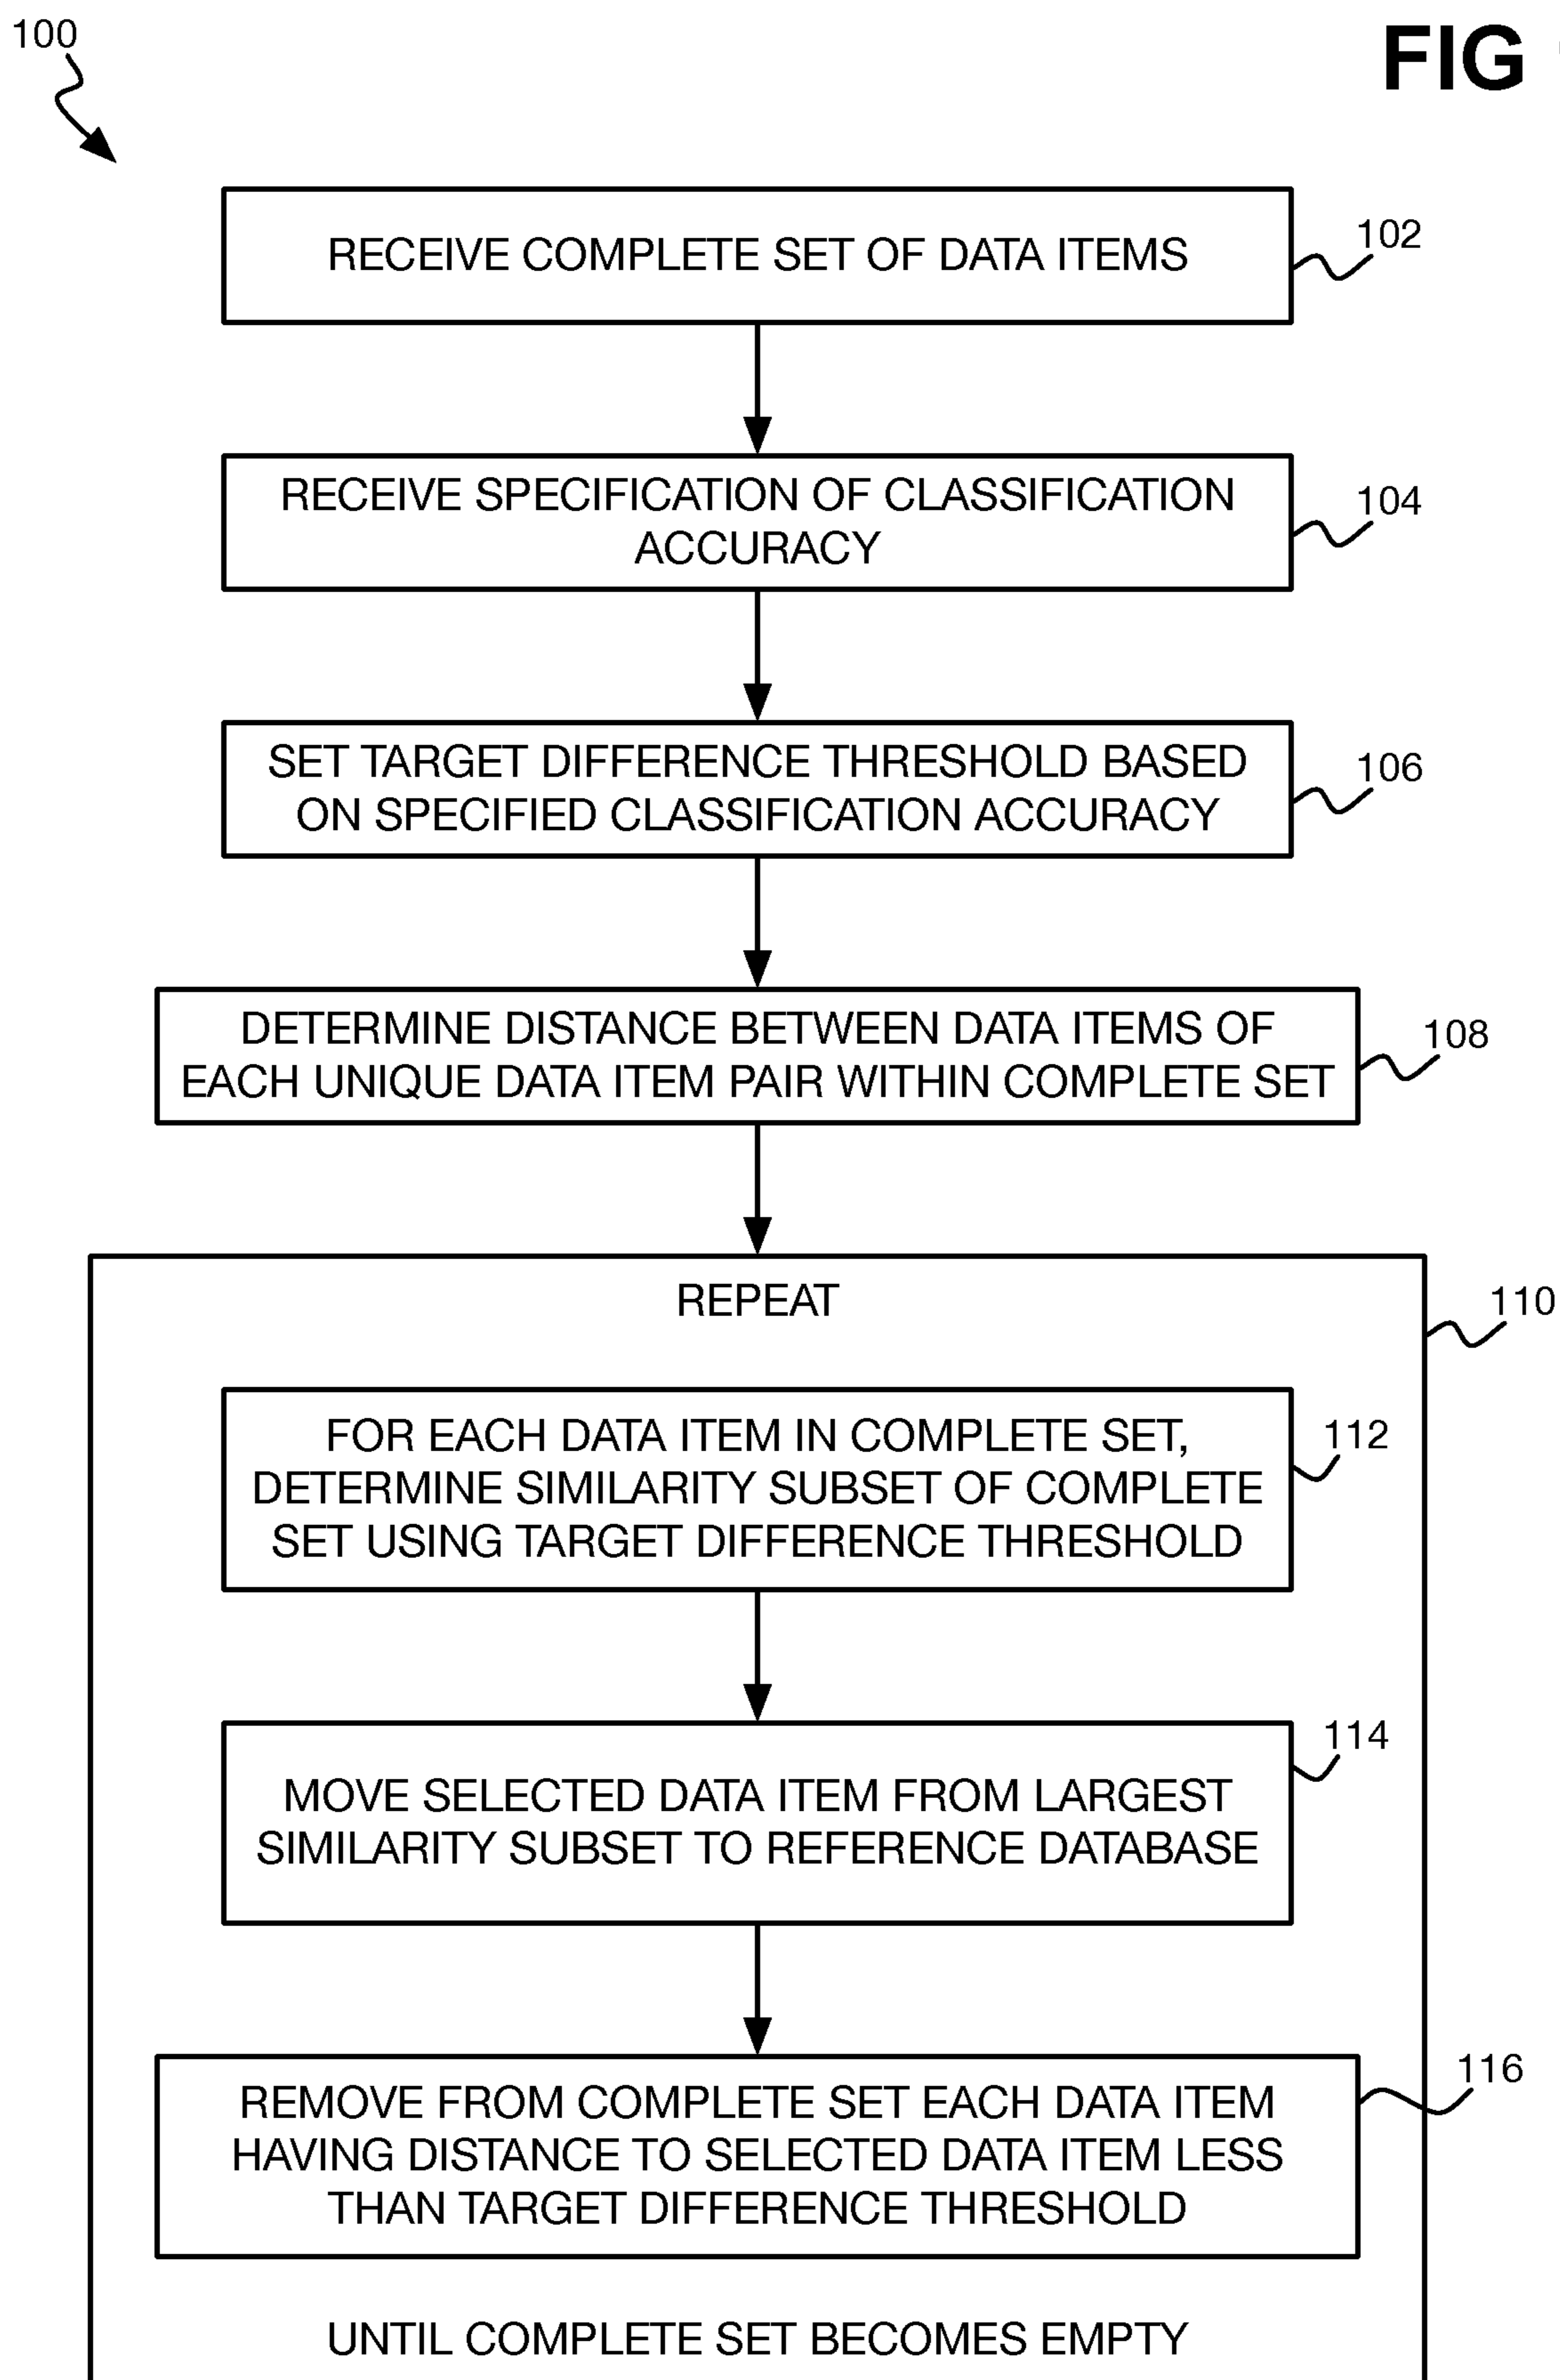 100
FIG
RECEIVE COMPLETE SET OF DATA ITEMS
102
RECEIVE SPECIFICATION OF CLASSIFICATION
ACCURACY
104
SET TARGET DIFFERENCE THRESHOLD BASED
ON SPECIFIED CLASSIFICATION ACCURACY
106
DETERMINE DISTANCE BETWEEN DATA ITEMS OF
EACH UNIQUE DATA ITEM PAIR WITHIN COMPLETE SET
108
REPEAT
110
FOR EACH DATA ITEM IN COMPLETE SET,
DETERMINE SIMILARITY SUBSET OF COMPLETE
SET USING TARGET DIFFERENCE THRESHOLD
112
MOVE SELECTED DATA ITEM FROM LARGEST
SIMILARITY SUBSET TO REFERENCE DATABASE
114
REMOVE FROM COMPLETE SET EACH DATA ITEM
HAVING DISTANCE TO SELECTED DATA ITEM LESS
THAN TARGET DIFFERENCE THRESHOLD
116
UNTIL COMPLETE SET BECOMES EMPTY